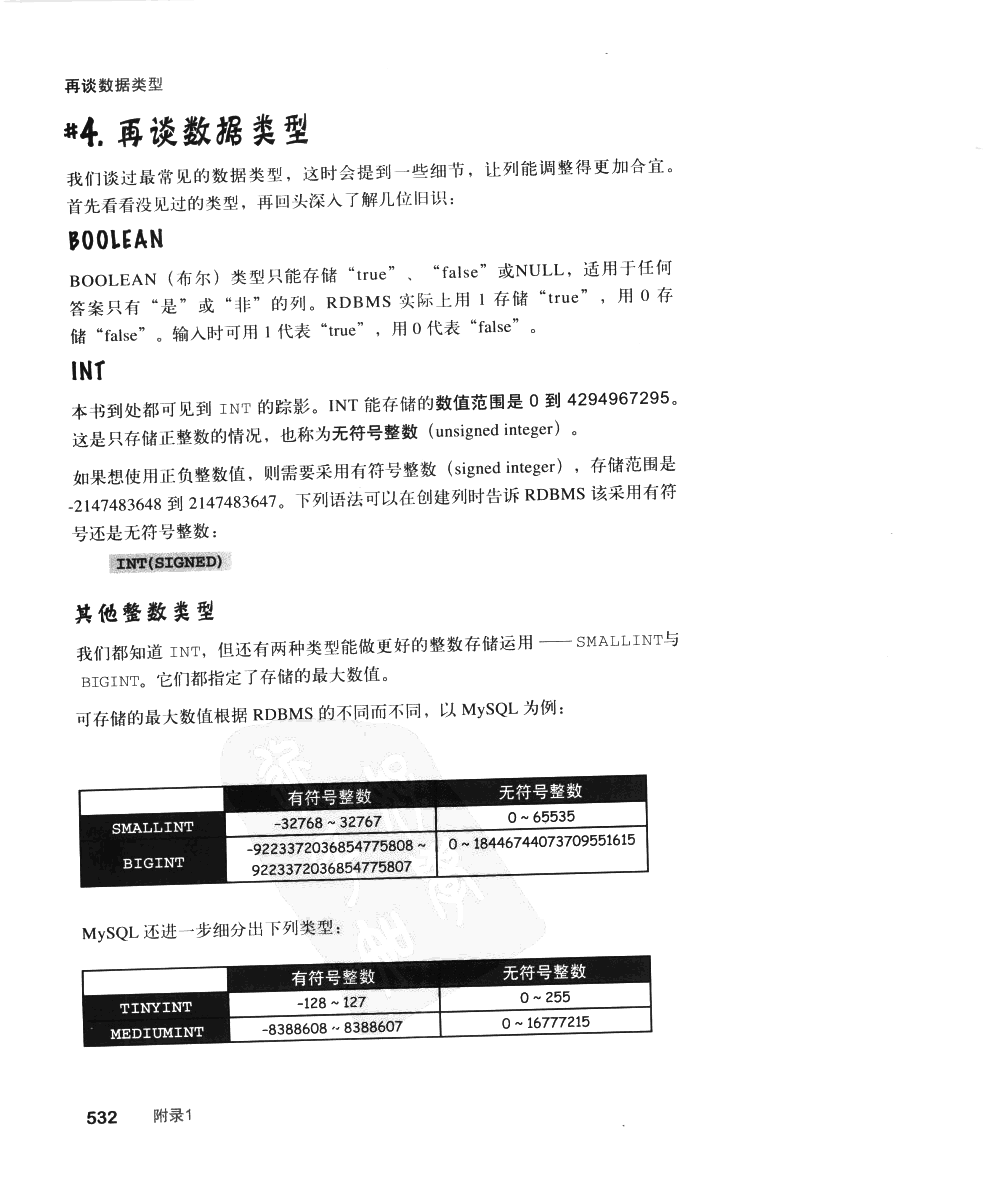 再谈数据类型
#4. 再谈数据类型
我们谈过最常见的数据类型，这时会提到一些细节，让列能调整得更加合宜。
首先看看没见过的类型，再回头深入了解几位旧识：
BOOLEAN
BOOLEAN（布尔）类型只能存储“true”、“false”或NULL，适用于任何
答案只有“是”或“非”的列。RDBMS 实际上用 1 存储“true”，用 0 存
储“false”。输入时可用 1 代表“true”，用 0 代表“false”。
INT
本书到处都可见到 INT 的踪影。INT 能存储的数值范围是 0 到 4294967295。
这是只存储正整数的情况，也称为无符号整数（unsigned integer）。
如果想使用正负整数值，则需要采用有符号整数（signed integer），存储范围是
-2147483648 到 2147483647。下列语法可以在创建列时告诉 RDBMS 该采用有符
号还是无符号整数：
INT(SIGNED)
其他整数类型
我们都知道 INT，但还有两种类型能做更好的整数存储运用 —— SMALLINT与
BIGINT。它们都指定了存储的最大数值。
可存储的最大数值根据 RDBMS 的不同而不同，以 MySQL 为例：
有符号整数 无符号整数
SMALLINT -32768 ~ 32767 0 ~ 65535
BIGINT -9223372036854775808 ~ 0 ~ 18446744073709551615
9223372036854775807
MySQL 还进一步细分出下列类型：
有符号整数 无符号整数
TINYINT -128 ~ 127 0 ~ 255
MEDIUMINT -8388608 ~ 8388607 0 ~ 16777215
532 附录1